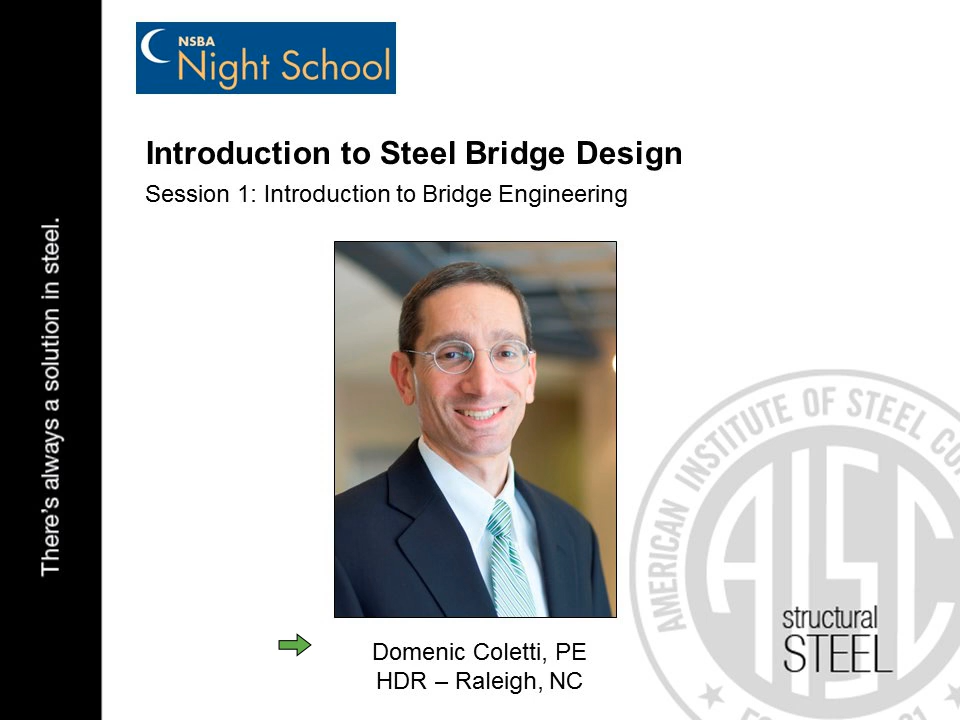 NSBA
Night School
Introduction to Steel Bridge Design
Session 1: Introduction to Bridge Engineering
There's always a solution in steel.
AMERICAN INSTITUTE OF STEEL CO
AISC
structural
STEEL
Domenic Coletti, PE
HDR – Raleigh, NC